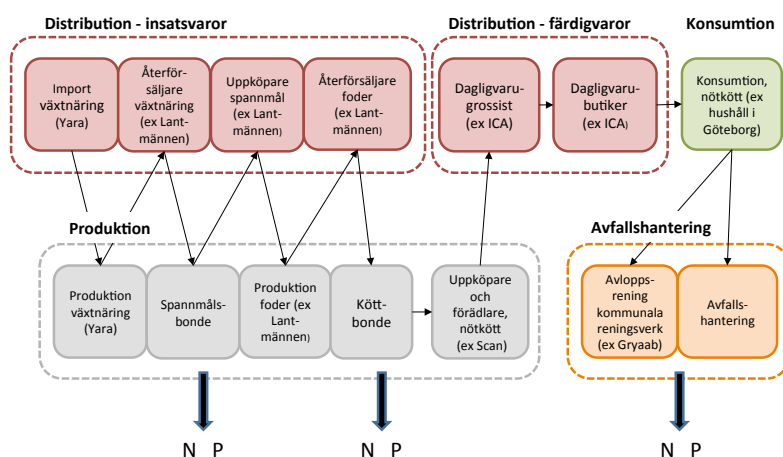 Distribution - insatsvaror
Distribution - färdigvaror
Konsumtion
Import
växtnäring
(Yara)
Återför-
säljare
växtnäring
(ex Lant-
männen)
Uppköpare
spannmål
(ex Lant-
männen)
Återförsäljare
foder (ex
Lant-
männen)
Dagligvaru-
grossist
(ex ICA)
Dagligvaru-
butiker
(ex ICA)
Konsumtion,
nötkött (ex
hushåll i
Göteborg)
Produktion
Avfallshantering
Produktion
växtnäring
(Yara)
Spannmåls-
bonde
Produktion
foder (ex
Lant-
männen)
Kött-
bonde
Uppköpare
och
förädlare,
nötkött
(ex Scan)
Avlopps-
rening
kommunala
reningsverk
(ex Gryaab)
Avfalls-
hantering
N P
N P
N P